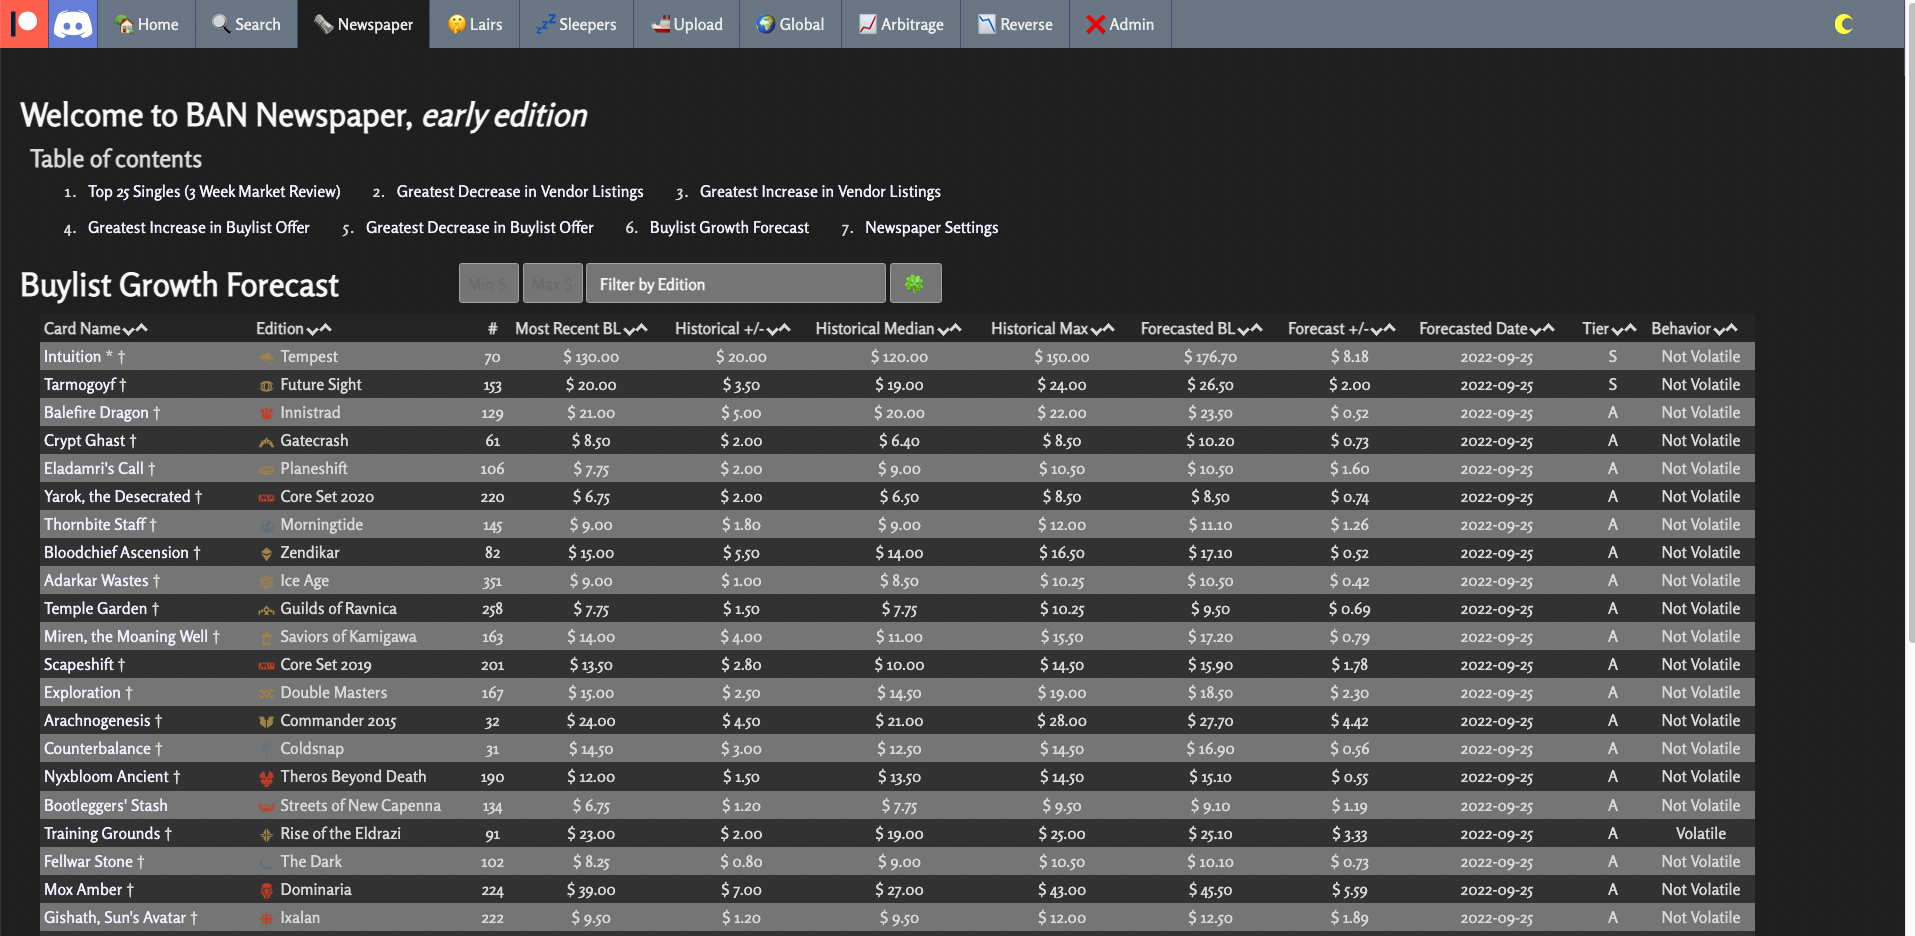 Home Search Newspaper Lairs Sleepers Upload Global Arbitrage Reverse Admin
Welcome to BAN Newspaper, early edition
Table of contents
1. Top 25 Singles (3 Week Market Review) 2. Greatest Decrease in Vendor Listings 3. Greatest Increase in Vendor Listings
4. Greatest Increase in Buylist Offer 5. Greatest Decrease in Buylist Offer 6. Buylist Growth Forecast 7. Newspaper Settings
Buylist Growth Forecast Min $ Max $ Filter by Edition
Card Name Edition # Most Recent BL Historical +/- Historical Median Historical Max Forecasted BL Forecast +/- Forecasted Date Tier Behavior
Intuition * † Tempest 70 $ 130.00 $ 20.00 $ 120.00 $ 150.00 $ 176.70 $ 8.18 2022-09-25 S Not Volatile
Tarmogoyf † Future Sight 153 $ 20.00 $ 3.50 $ 19.00 $ 24.00 $ 26.50 $ 2.00 2022-09-25 S Not Volatile
Balefire Dragon † Innistrad 129 $ 21.00 $ 5.00 $ 20.00 $ 22.00 $ 23.50 $ 0.52 2022-09-25 A Not Volatile
Crypt Ghast † Gatecrash 61 $ 8.50 $ 2.00 $ 6.40 $ 8.50 $ 10.20 $ 0.73 2022-09-25 A Not Volatile
Eladamri's Call † Planeshift 106 $ 7.75 $ 2.00 $ 9.00 $ 10.50 $ 10.50 $ 1.60 2022-09-25 A Not Volatile
Yarok, the Desecrated † Core Set 2020 220 $ 6.75 $ 2.00 $ 6.50 $ 8.50 $ 8.50 $ 0.74 2022-09-25 A Not Volatile
Thornbite Staff † Morningtide 145 $ 9.00 $ 1.80 $ 9.00 $ 12.00 $ 11.10 $ 1.26 2022-09-25 A Not Volatile
Bloodchief Ascension † Zendikar 82 $ 15.00 $ 5.50 $ 14.00 $ 16.50 $ 17.10 $ 0.52 2022-09-25 A Not Volatile
Adarkar Wastes † Ice Age 351 $ 9.00 $ 1.00 $ 8.50 $ 10.25 $ 10.50 $ 0.42 2022-09-25 A Not Volatile
Temple Garden † Guilds of Ravnica 258 $ 7.75 $ 1.50 $ 7.75 $ 10.25 $ 9.50 $ 0.69 2022-09-25 A Not Volatile
Miren, the Moaning Well † Saviors of Kamigawa 163 $ 14.00 $ 4.00 $ 11.00 $ 15.50 $ 17.20 $ 0.79 2022-09-25 A Not Volatile
Scapeshift † Core Set 2019 201 $ 13.50 $ 2.80 $ 10.00 $ 14.50 $ 15.90 $ 1.78 2022-09-25 A Not Volatile
Exploration † Double Masters 167 $ 15.00 $ 2.50 $ 14.50 $ 19.00 $ 18.50 $ 2.30 2022-09-25 A Not Volatile
Arachnogenesis † Commander 2015 32 $ 24.00 $ 4.50 $ 21.00 $ 28.00 $ 27.70 $ 4.42 2022-09-25 A Not Volatile
Counterbalance † Coldsnap 31 $ 14.50 $ 3.00 $ 12.50 $ 14.50 $ 16.90 $ 0.56 2022-09-25 A Not Volatile
Nyxbloom Ancient † Theros Beyond Death 190 $ 12.00 $ 1.50 $ 13.50 $ 14.50 $ 15.10 $ 0.55 2022-09-25 A Not Volatile
Bootleggers' Stash Streets of New Capenna 134 $ 6.75 $ 1.20 $ 7.75 $ 9.50 $ 9.10 $ 1.19 2022-09-25 A Not Volatile
Training Grounds † Rise of the Eldrazi 91 $ 23.00 $ 2.00 $ 19.00 $ 25.00 $ 25.10 $ 3.33 2022-09-25 A Volatile
Fellwar Stone † The Dark 102 $ 8.25 $ 0.80 $ 9.00 $ 10.50 $ 10.10 $ 0.73 2022-09-25 A Not Volatile
Mox Amber † Dominaria 224 $ 39.00 $ 7.00 $ 27.00 $ 43.00 $ 45.50 $ 5.59 2022-09-25 A Not Volatile
Gishath, Sun's Avatar † Ixalan 222 $ 9.50 $ 1.20 $ 9.50 $ 12.00 $ 12.50 $ 1.89 2022-09-25 A Not Volatile